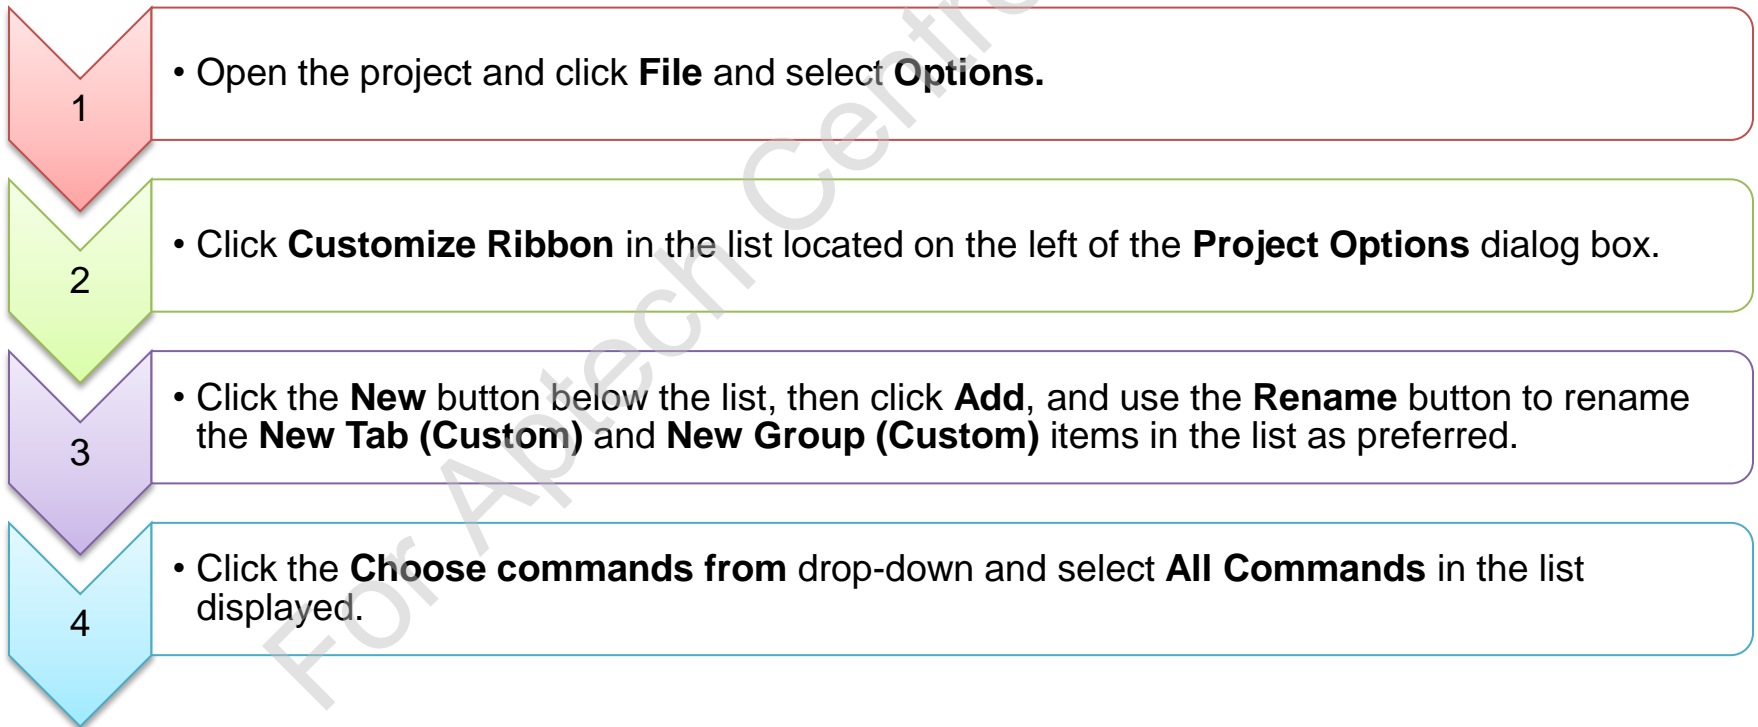 1
• Open the project and click File and select Options.
2
• Click Customize Ribbon in the list located on the left of the Project Options dialog box.
3
• Click the New button below the list, then click Add, and use the Rename button to rename
the New Tab (Custom) and New Group (Custom) items in the list as preferred.
4
• Click the Choose commands from drop-down and select All Commands in the list
displayed.
For Aptech Centre